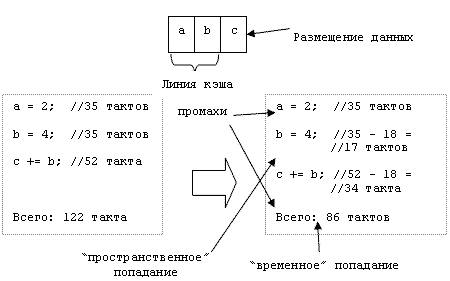 a b c
Размещение данных
Линия кэша
промахи
a = 2; //35 тактов
b = 4; //35 тактов
c += b; //52 такта
Всего: 122 такта
a = 2; //35 тактов
b = 4; //35 - 18 =
//17 тактов
c += b; //52 - 18 =
//34 такта
Всего: 86 тактов
"пространственное"
попадание
"временное" попадание